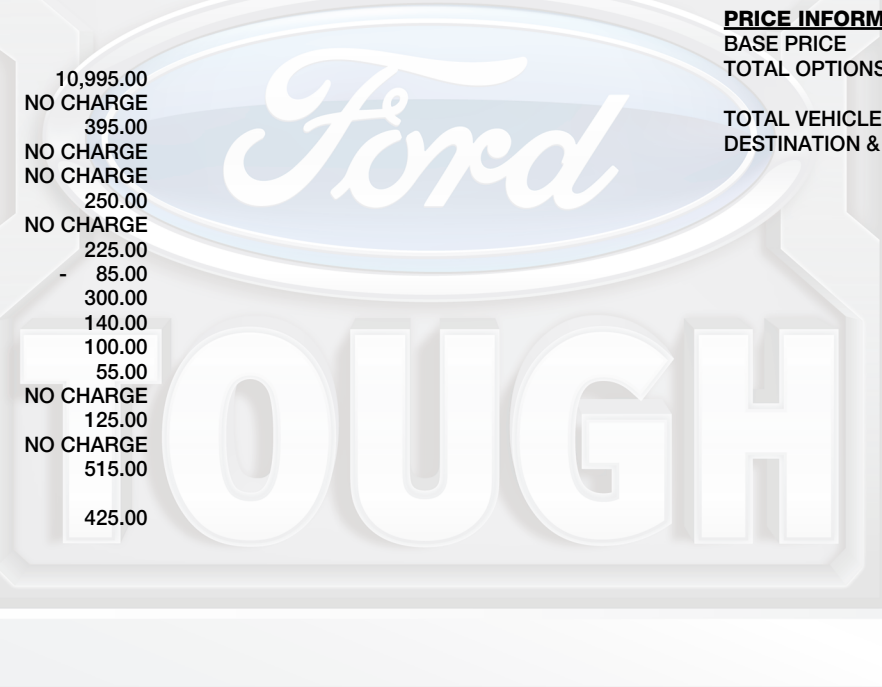 PRICE INFORM
BASE PRICE
TOTAL OPTIONS
TOTAL VEHICLE
DESTINATION &
10,995.00
NO CHARGE
395.00
NO CHARGE
NO CHARGE
250.00
NO CHARGE
225.00
- 85.00
300.00
140.00
100.00
55.00
NO CHARGE
125.00
NO CHARGE
515.00
425.00
Ford
TOUGH